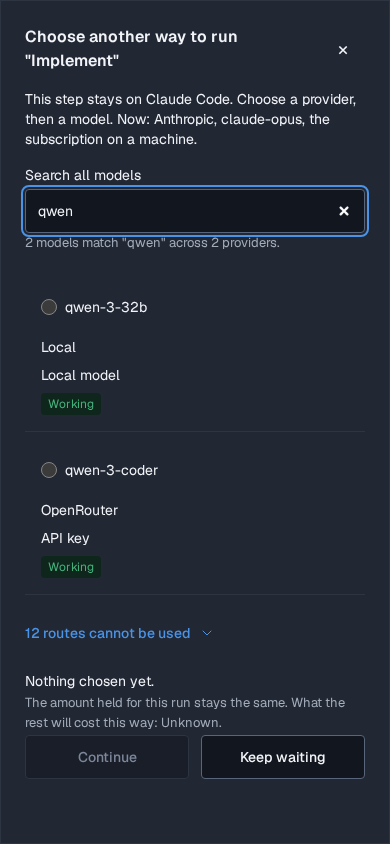 Choose another way to run
"Implement"
This step stays on Claude Code. Choose a provider,
then a model. Now: Anthropic, claude-opus, the
subscription on a machine.
Search all models
qwen
2 models match "qwen" across 2 providers.
qwen-3-32b
Local
Local model
Working
qwen-3-coder
OpenRouter
API key
Working
12 routes cannot be used
Nothing chosen yet.
The amount held for this run stays the same. What the
rest will cost this way: Unknown.
Continue
Keep waiting